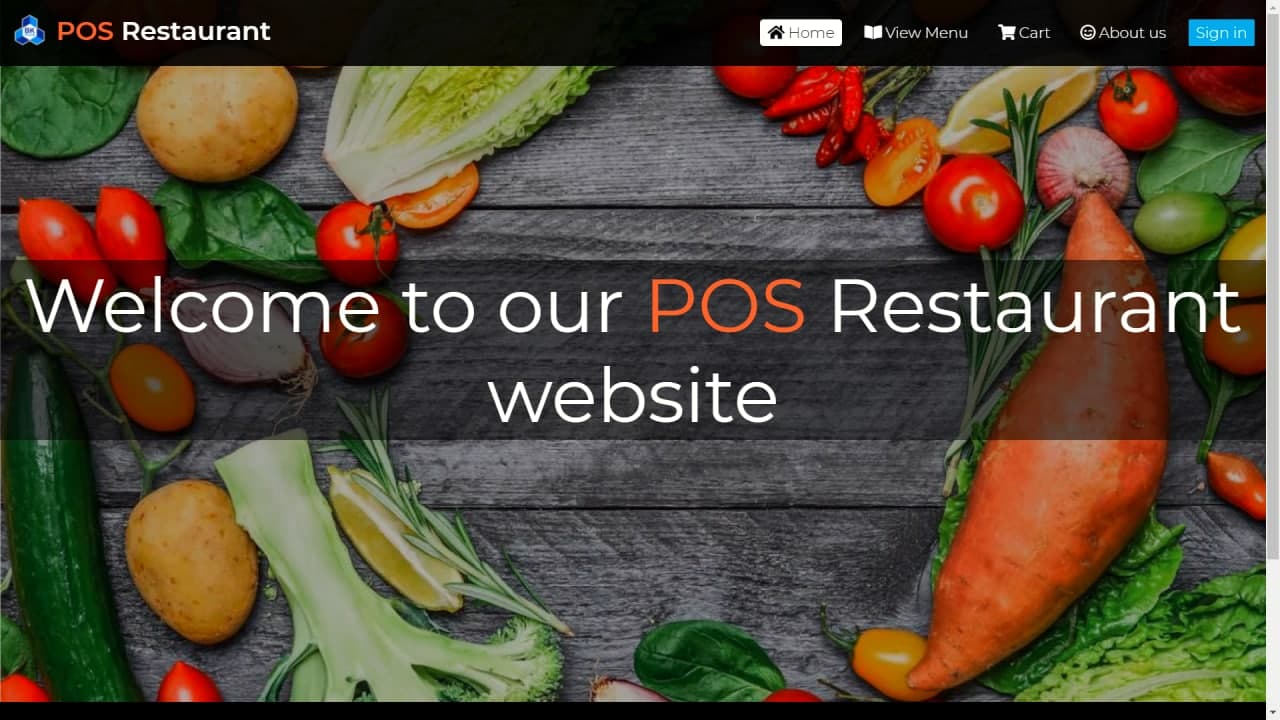 POS Restaurant
Home
View Menu
Cart
About us
Sign in
Welcome to our POS Restaurant
website